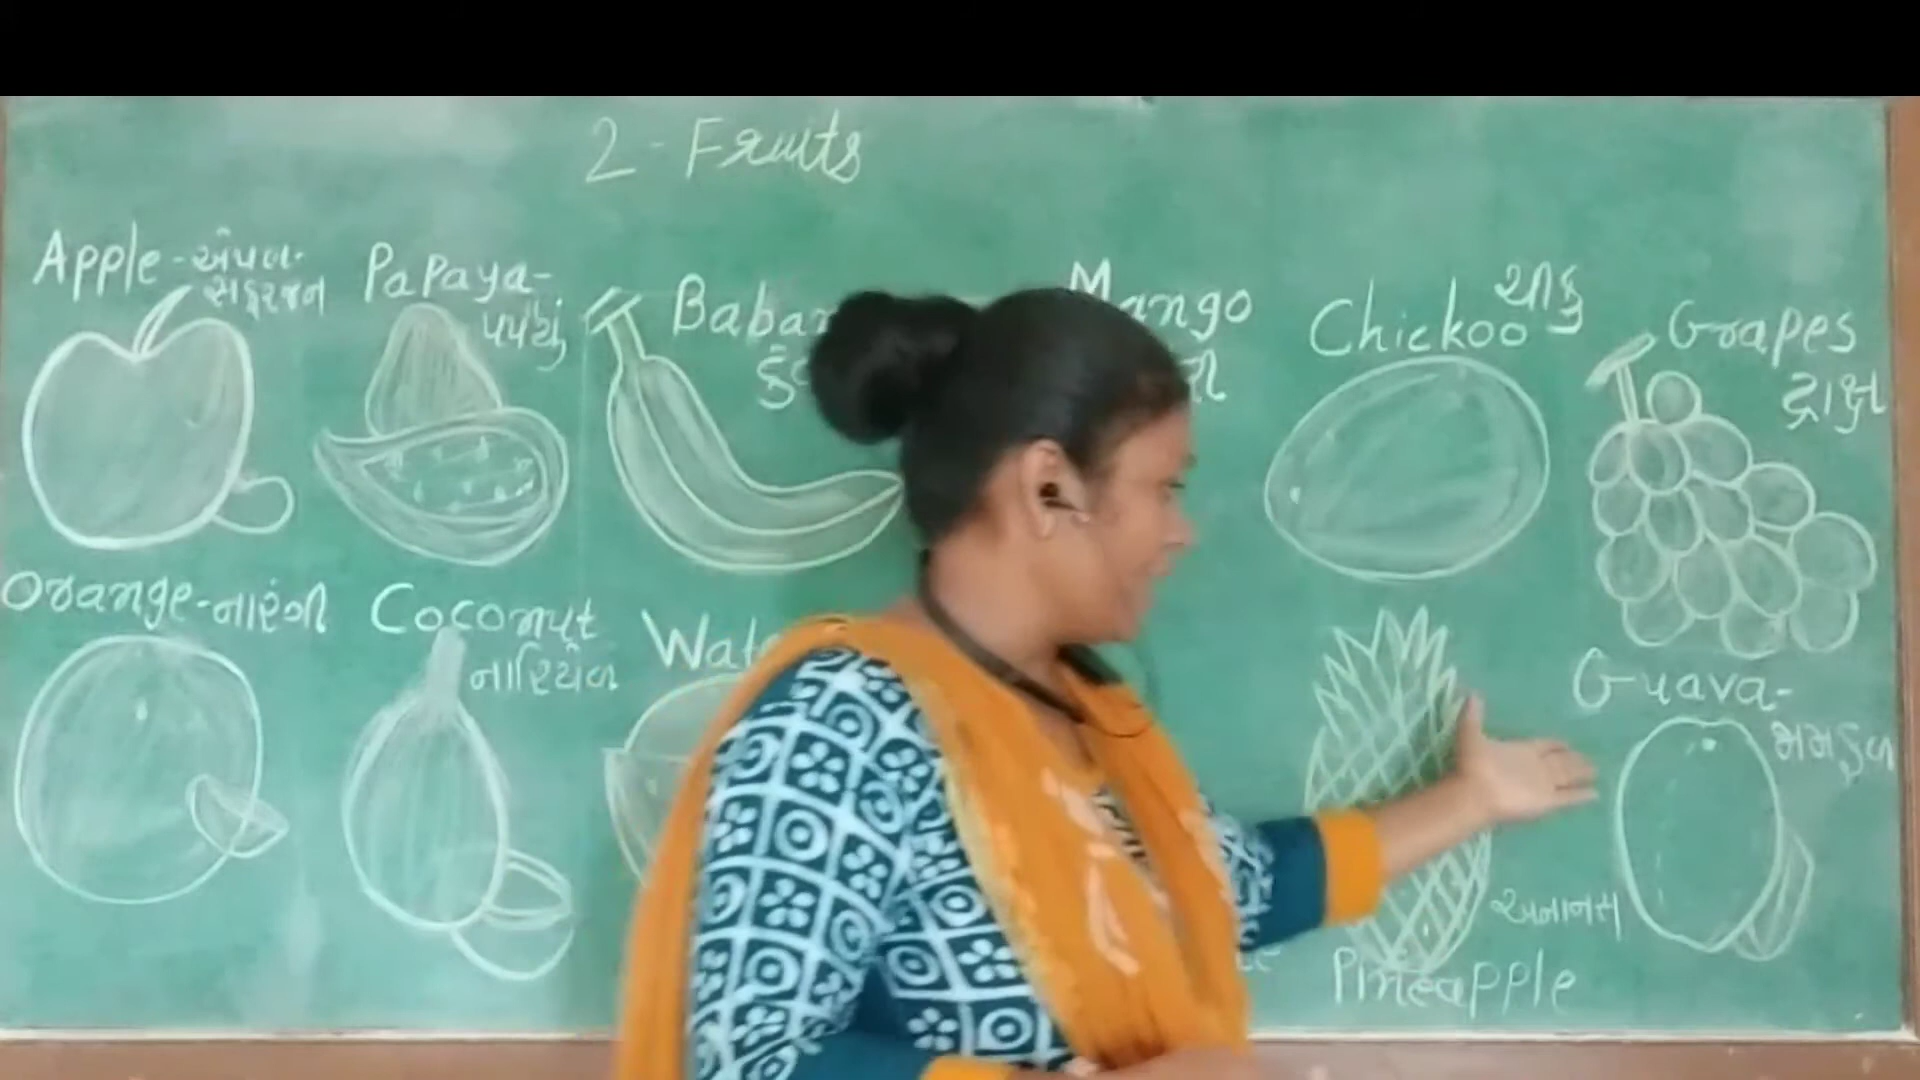 2 - Fruits
Apple - એપલ
સફરજન
Papaya -
પપૈયું
Mango
Chickoo ચીકુ
Grapes
દ્રાક્ષ
Orange - નારંગી
Coconut
નારિયેળ
Guava -
જામફળ
અનાનસ
Pineapple